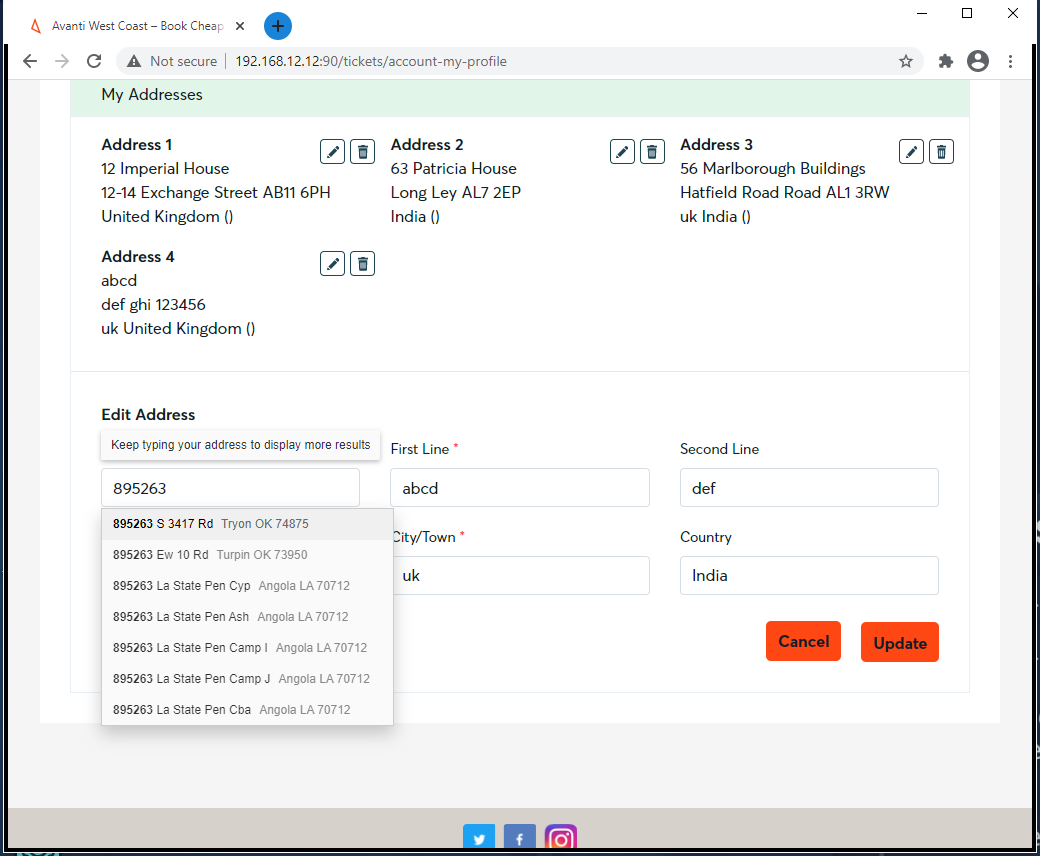 Avanti West Coast – Book Cheap
Not secure
192.168.12.12:90/tickets/account-my-profile
My Addresses
Address 1
12 Imperial House
12-14 Exchange Street AB11 6PH
United Kingdom ()
Address 2
63 Patricia House
Long Ley AL7 2EP
India ()
Address 3
56 Marlborough Buildings
Hatfield Road Road AL1 3RW
uk India ()
Address 4
abcd
def ghi 123456
uk United Kingdom ()
Edit Address
Keep typing your address to display more results
895263
First Line *
abcd
Second Line
def
895263 S 3417 Rd Tryon OK 74875
895263 Ew 10 Rd Turpin OK 73950
895263 La State Pen Cyp Angola LA 70712
895263 La State Pen Ash Angola LA 70712
895263 La State Pen Camp I Angola LA 70712
895263 La State Pen Camp J Angola LA 70712
895263 La State Pen Cba Angola LA 70712
City/Town *
uk
Country
India
Cancel
Update